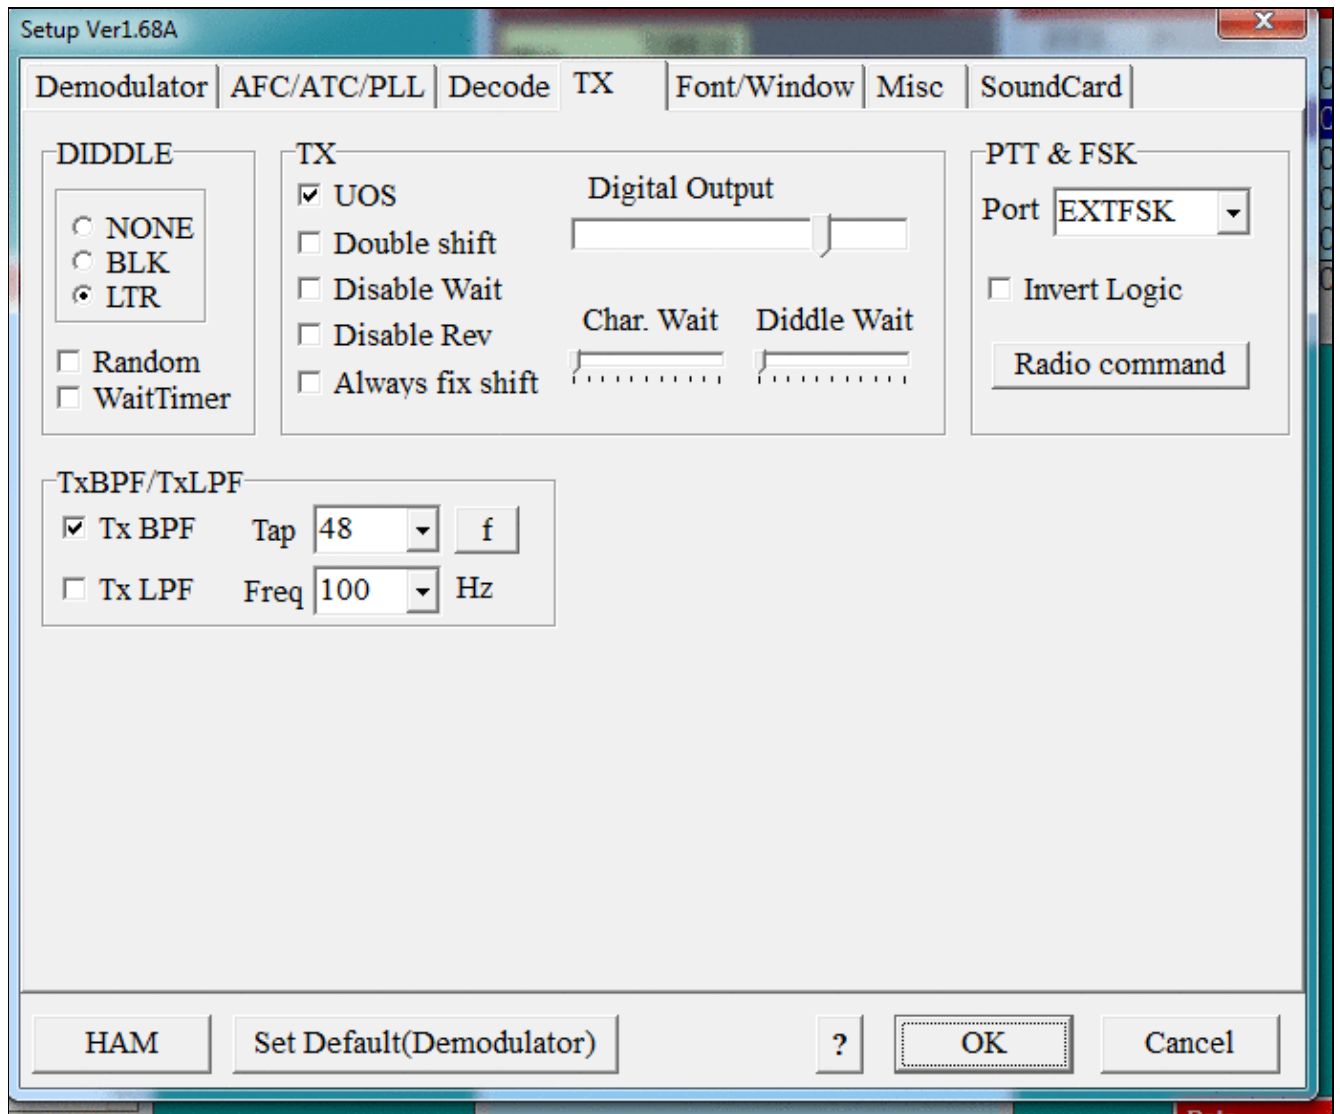 Setup Ver1.68A
X
Demodulator AFC/ATC/PLL Decode TX Font/Window Misc SoundCard
DIDDLE
NONE
BLK
LTR
Random
WaitTimer
TX
UOS
Double shift
Disable Wait
Disable Rev
Always fix shift
Digital Output
Char. Wait Diddle Wait
PTT & FSK
Port EXTFSK
Invert Logic
Radio command
TxBPF/TxLPF
Tx BPF Tap 48 f
Tx LPF Freq 100 Hz
HAM Set Default(Demodulator) ? OK Cancel